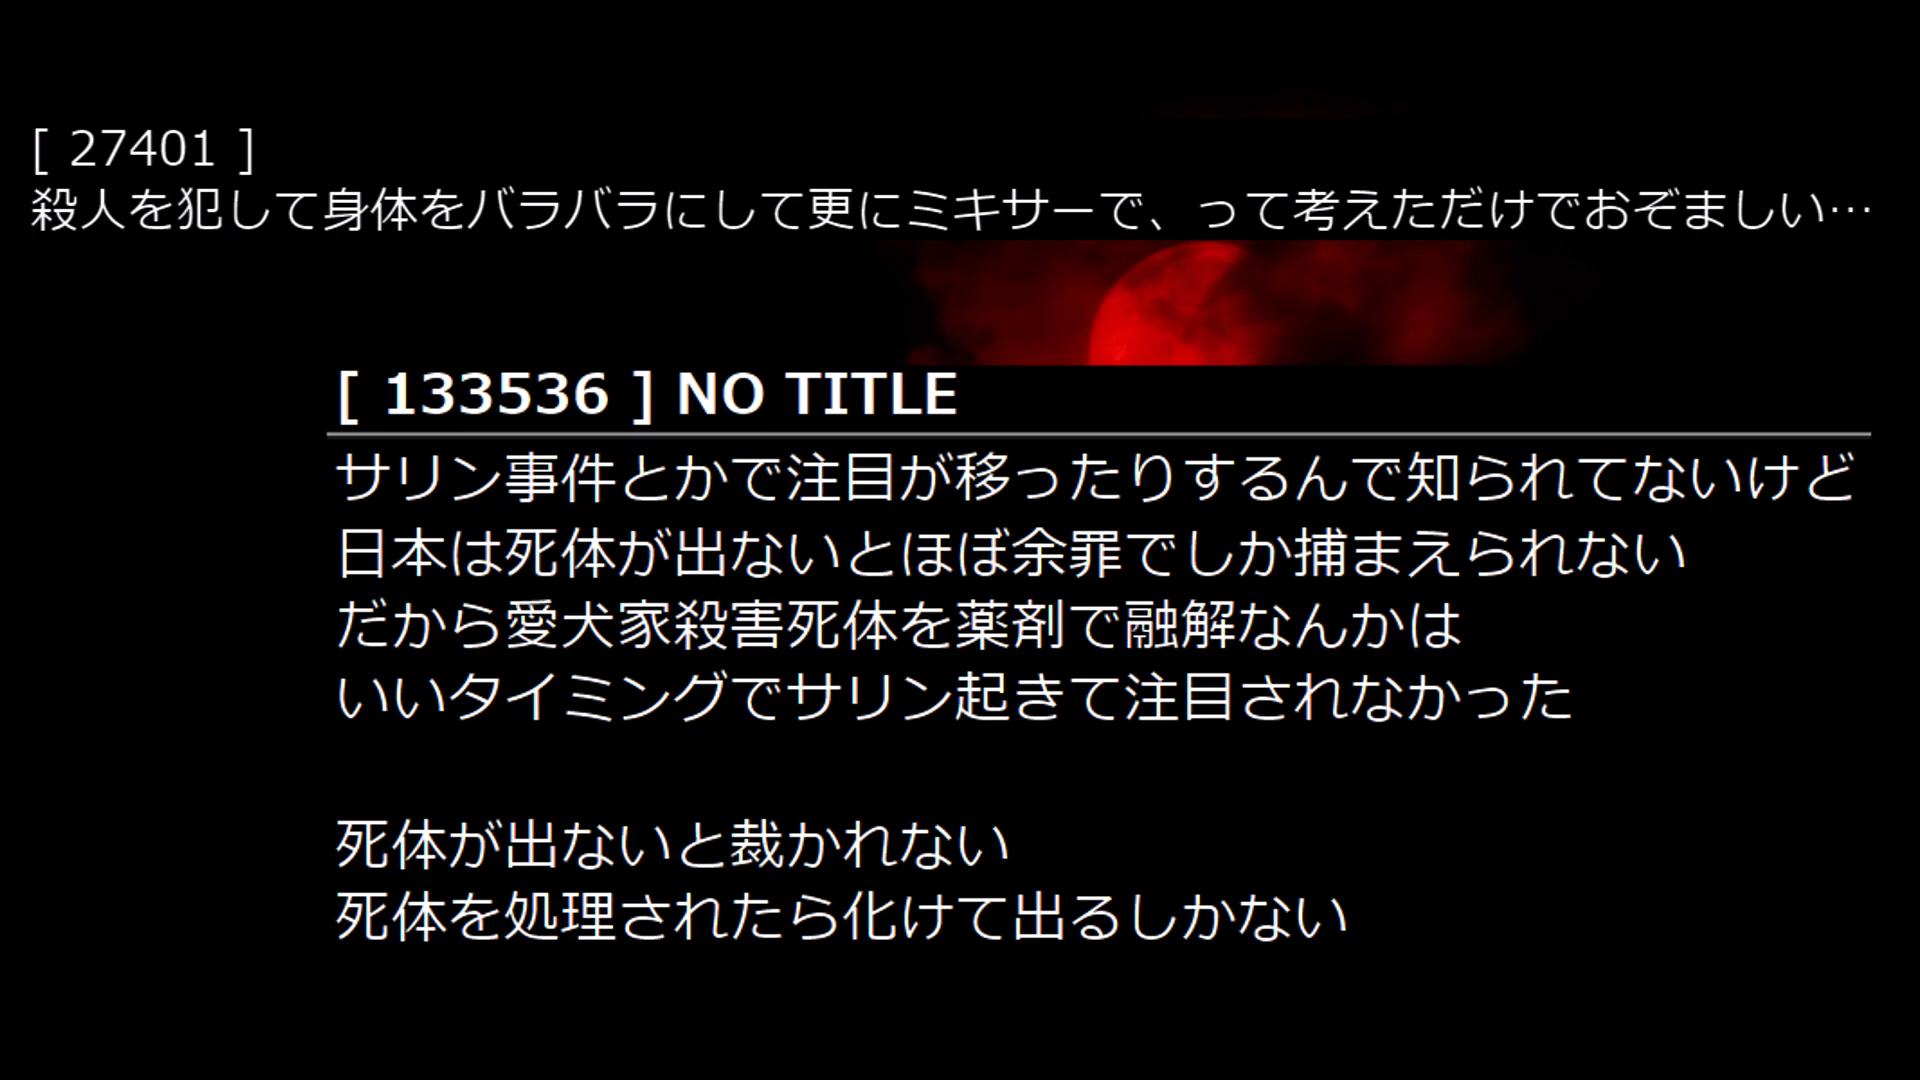 [ 27401 ]
殺人を犯して身体をバラバラにして更にミキサーで、って考えただけでおぞましい…
[ 133536 ] NO TITLE
サリン事件とかで注目が移ったりするんで知られてないけど
日本は死体が出ないとほぼ余罪でしか捕まえられない
だから愛犬家殺害死体を薬剤で融解なんかは
いいタイミングでサリン起きて注目されなかった
死体が出ないと裁かれない
死体を処理されたら化けて出るしかない